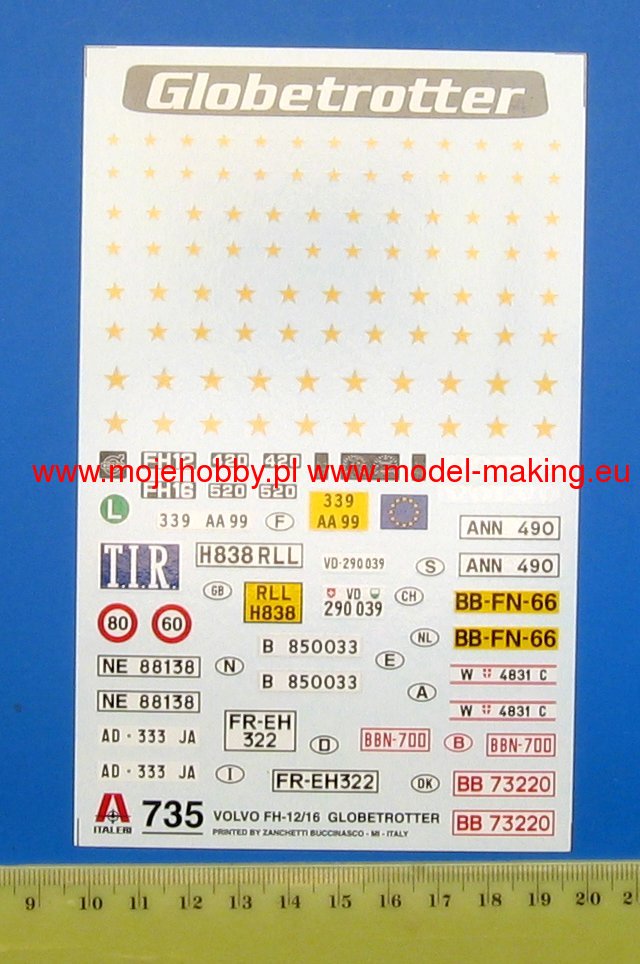 Globetrotter
FH12 420 420
www.mojehobby.pl www.model-making.eu
FH16 520 520
L
339 AA 99
F
339
AA 99
ANN 490
T.I.R.
H838 RLL
VD·290 039
S
ANN 490
GB
RLL
H838
VD
290 039
CH
BB-FN-66
80
60
NL
BB-FN-66
B 850033
E
NE 88138
N
W 4831 C
B 850033
A
NE 88138
W 4831 C
FR-EH
322
AD · 333 JA
D
BBN-700
B
BBN-700
AD · 333 JA
I
FR-EH322
DK
BB 73220
ITALERI
735
VOLVO FH-12/16 GLOBETROTTER
PRINTED BY ZANCHETTI BUCCINASCO - MI - ITALY
BB 73220
9 10 11 12 13 14 15 16 17 18 19 20 2